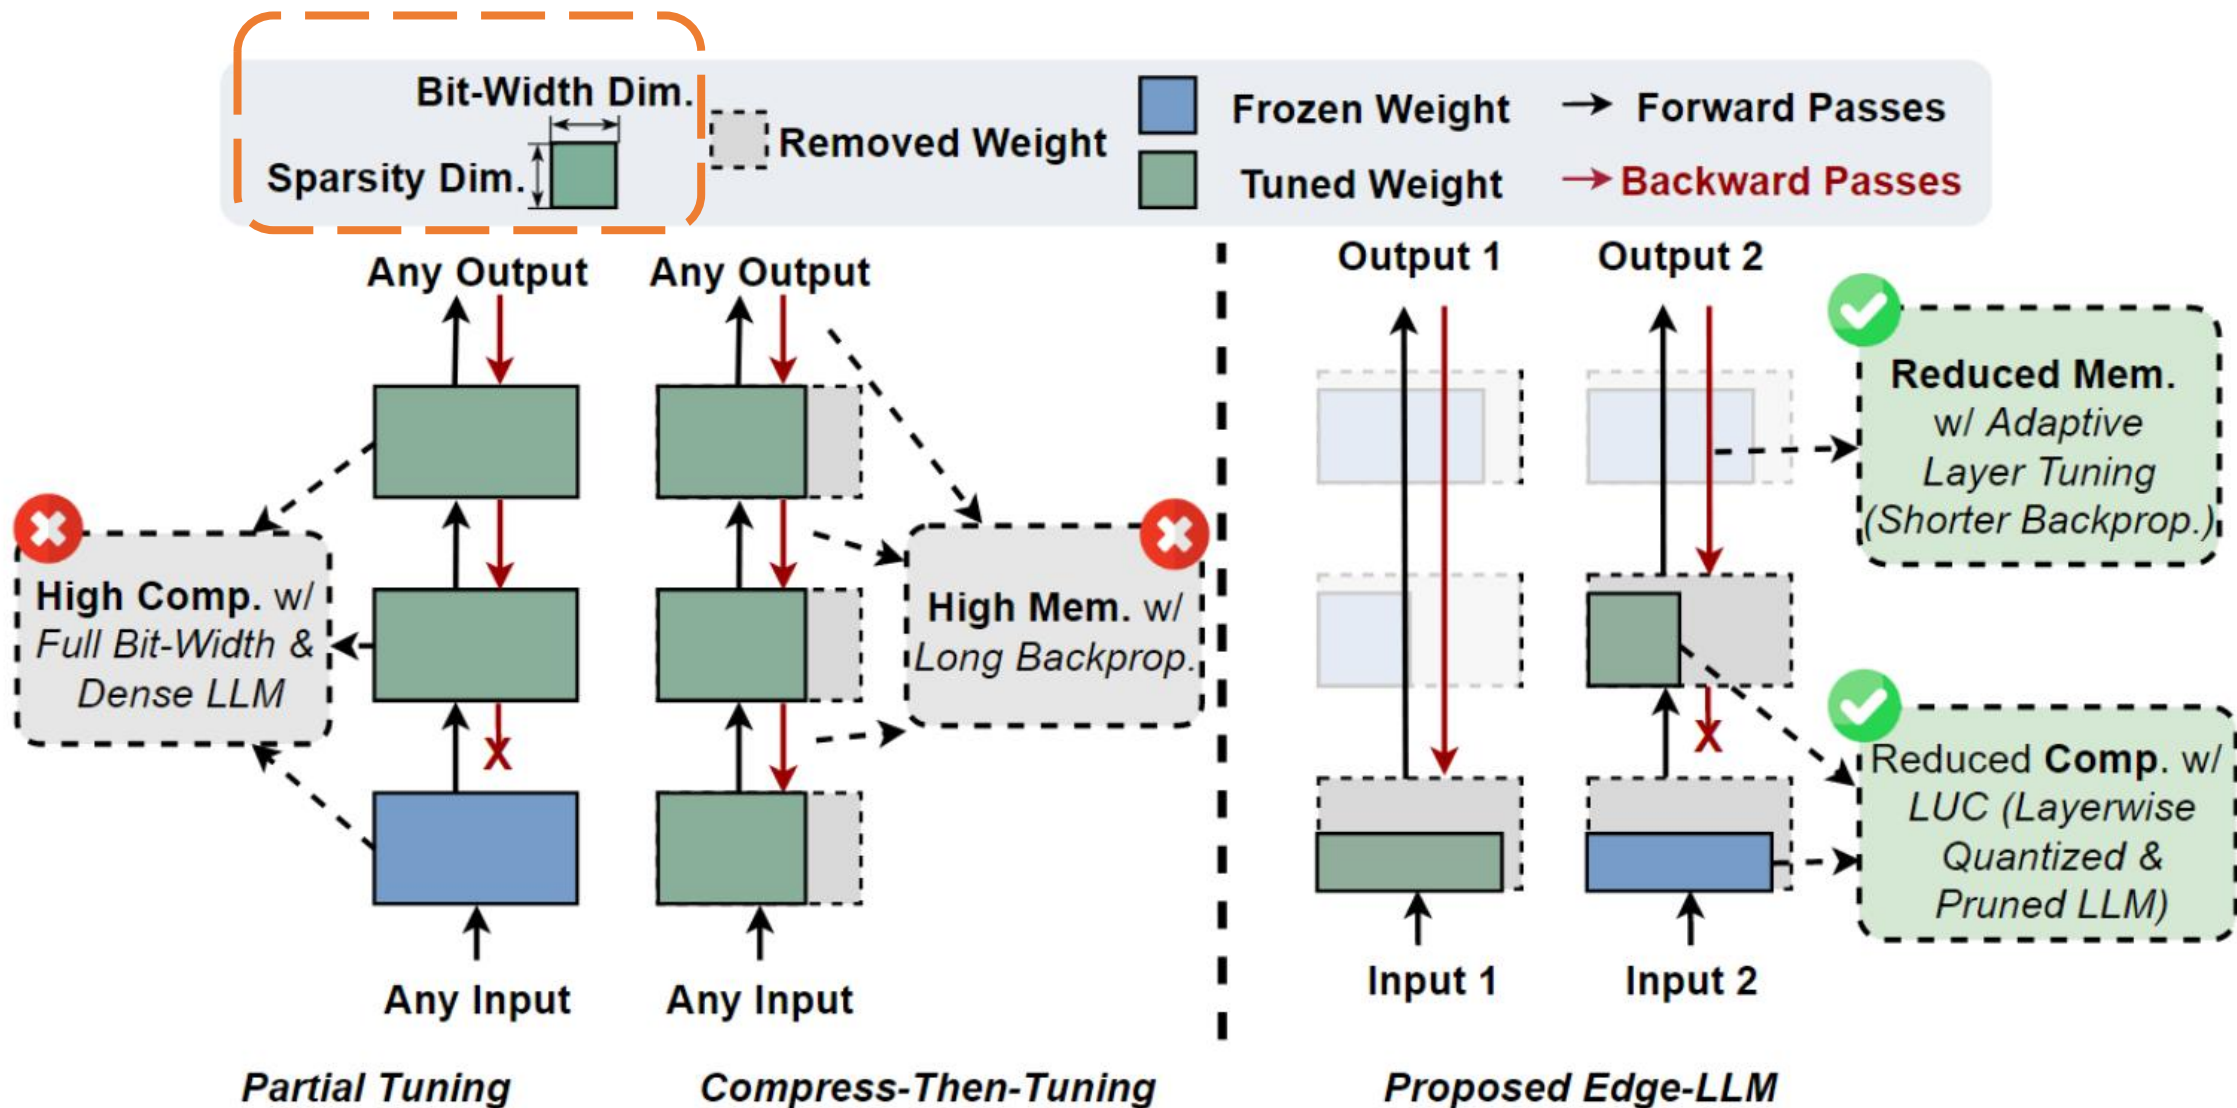 Bit-Width Dim.
Sparsity Dim.
Removed Weight
Frozen Weight
Tuned Weight
Forward Passes
Backward Passes
Any Output
Any Output
High Comp. w/
Full Bit-Width &
Dense LLM
X
Any Input
Any Input
High Mem. w/
Long Backprop.
Partial Tuning
Compress-Then-Tuning
Output 1
Output 2
Reduced Mem.
w/ Adaptive
Layer Tuning
(Shorter Backprop.)
X
Reduced Comp. w/
LUC (Layerwise
Quantized &
Pruned LLM)
Input 1
Input 2
Proposed Edge-LLM